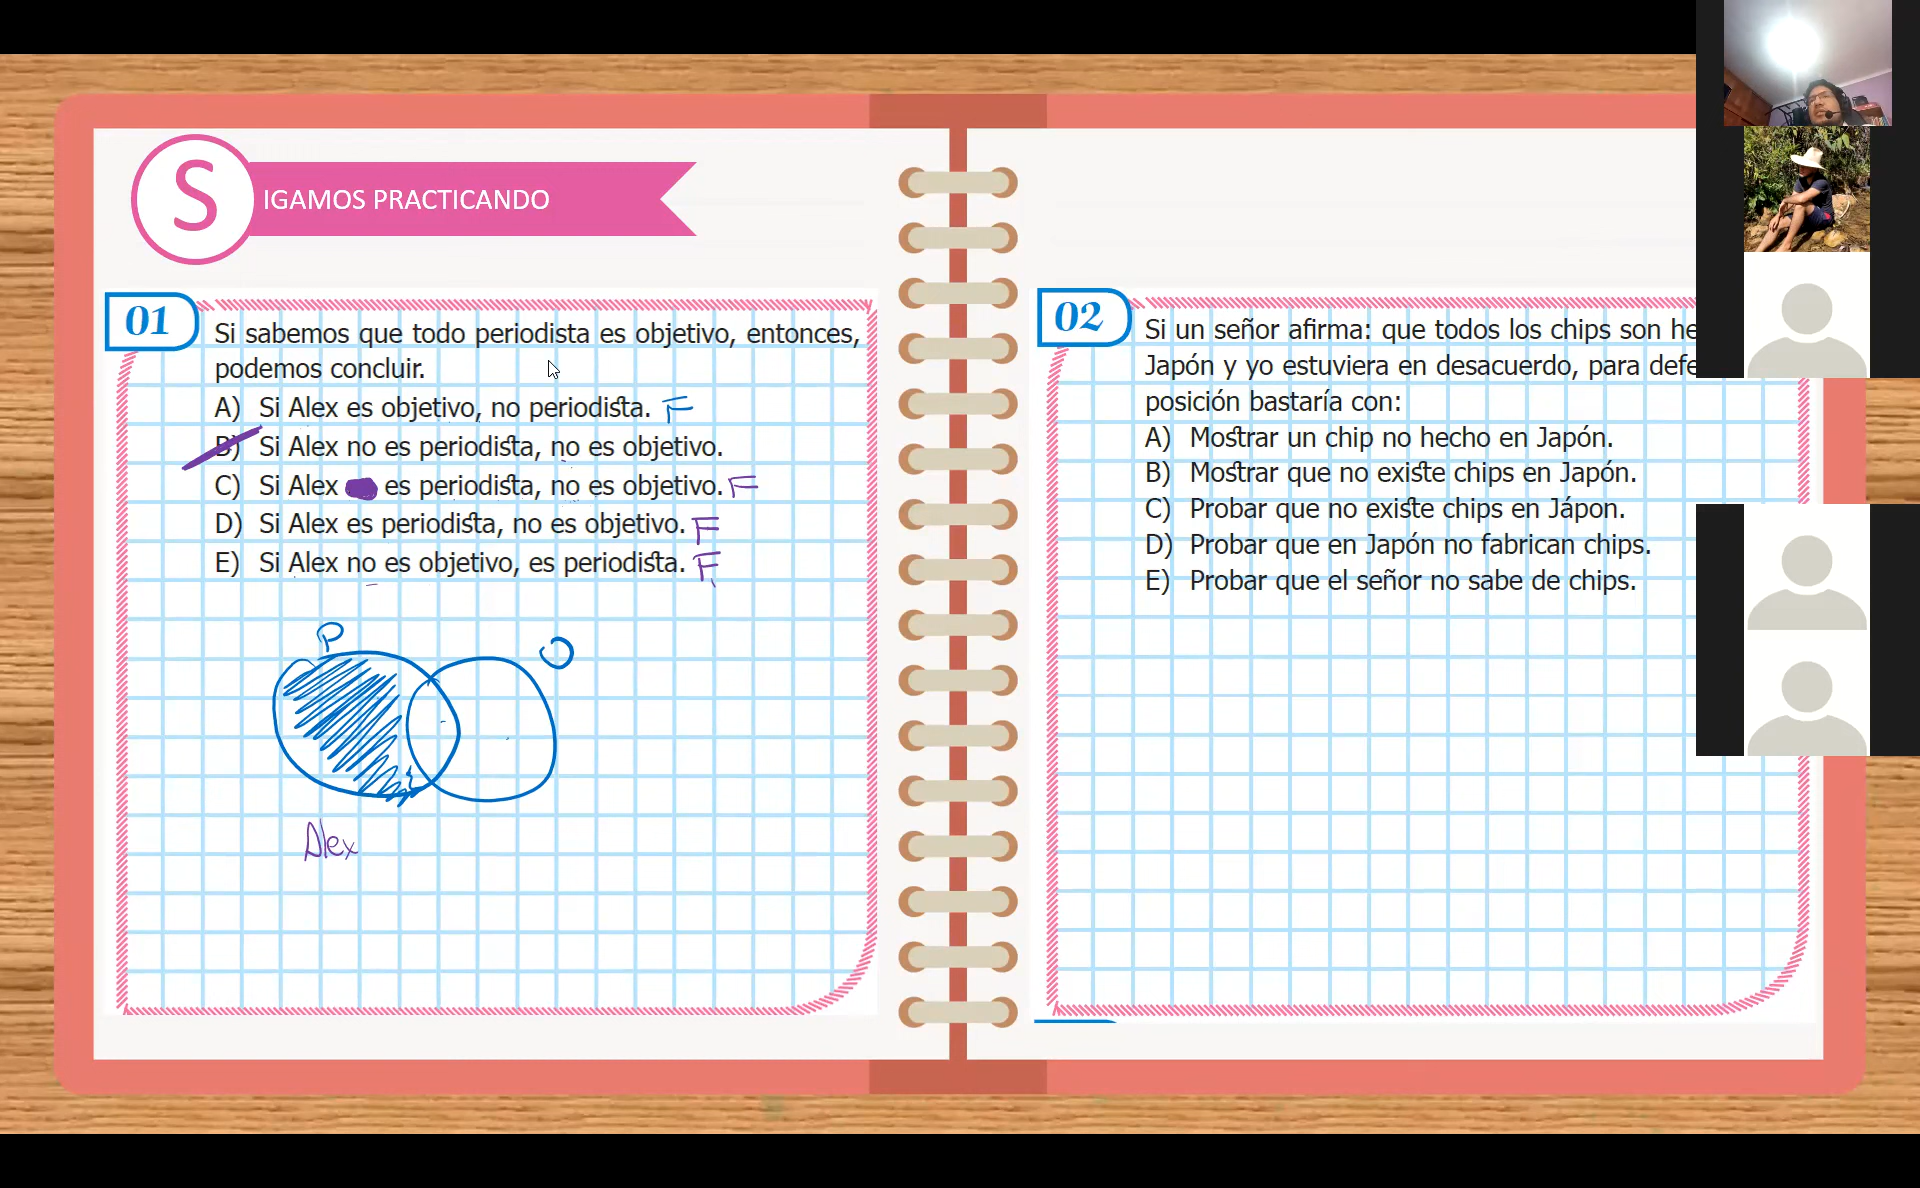 SIGAMOS PRACTICANDO
01
Si sabemos que todo periodista es objetivo, entonces,
podemos concluir.
A) Si Alex es objetivo, no periodista. F
B) Si Alex no es periodista, no es objetivo.
C) Si Alex es periodista, no es objetivo. F
D) Si Alex es periodista, no es objetivo. F
E) Si Alex no es objetivo, es periodista. F
P
O
Alex
02
Si un señor afirma: que todos los chips son
Japón y yo estuviera en desacuerdo, para
posición bastaría con:
A) Mostrar un chip no hecho en Japón.
B) Mostrar que no existe chips en Japón.
C) Probar que no existe chips en Jápon.
D) Probar que en Japón no fabrican chips.
E) Probar que el señor no sabe de chips.